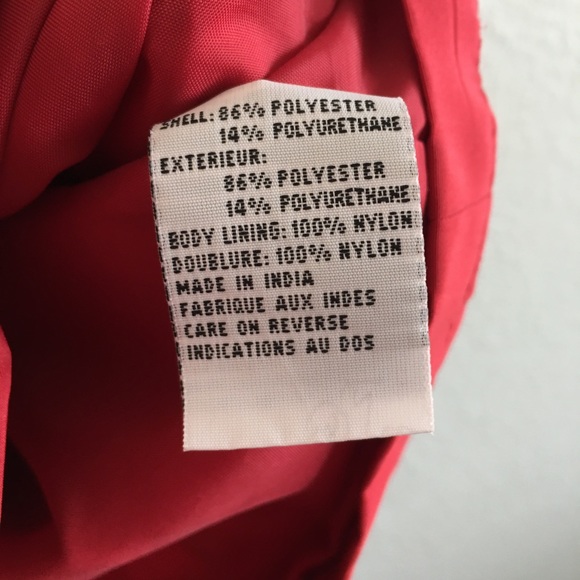 SHELL: 86% POLYESTER
14% POLYURETHANE
EXTERIEUR:
86% POLYESTER
14% POLYURETHANE
BODY LINING: 100% NYLON
DOUBLURE: 100% NYLON
MADE IN INDIA
FABRIQUE AUX INDES
CARE ON REVERSE
INDICATIONS AU DOS